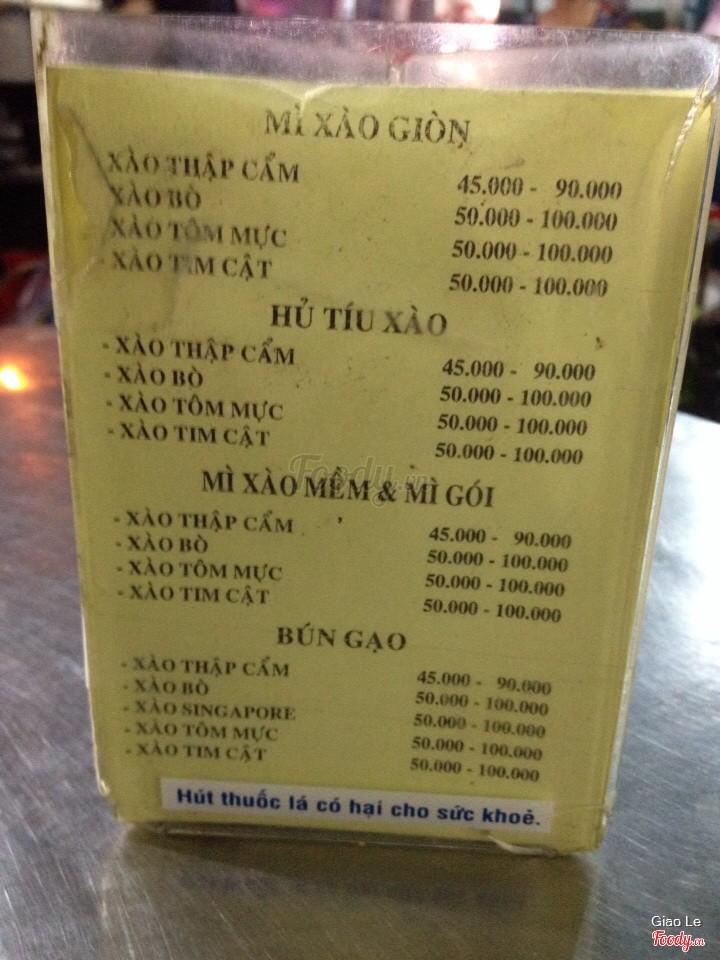 MÌ XÀO GIÒN
XÀO THẬP CẨM 45.000 - 90.000
XÀO BÒ 50.000 - 100.000
XÀO TÔM MỰC 50.000 - 100.000
- XÀO TIM CẬT 50.000 - 100.000
HỦ TÍU XÀO
- XÀO THẬP CẨM 45.000 - 90.000
- XÀO BÒ 50.000 - 100.000
- XÀO TÔM MỰC 50.000 - 100.000
- XÀO TIM CẬT 50.000 - 100.000
MÌ XÀO MỀM & MÌ GÓI
- XÀO THẬP CẨM 45.000 - 90.000
- XÀO BÒ 50.000 - 100.000
- XÀO TÔM MỰC 50.000 - 100.000
- XÀO TIM CẬT 50.000 - 100.000
BÚN GẠO
- XÀO THẬP CẨM 45.000 - 90.000
- XÀO BÒ 50.000 - 100.000
- XÀO SINGAPORE 50.000 - 100.000
- XÀO TÔM MỰC 50.000 - 100.000
- XÀO TIM CẬT 50.000 - 100.000
Hút thuốc lá có hại cho sức khoẻ.
Foody.vn
Giao Le
Foody.vn